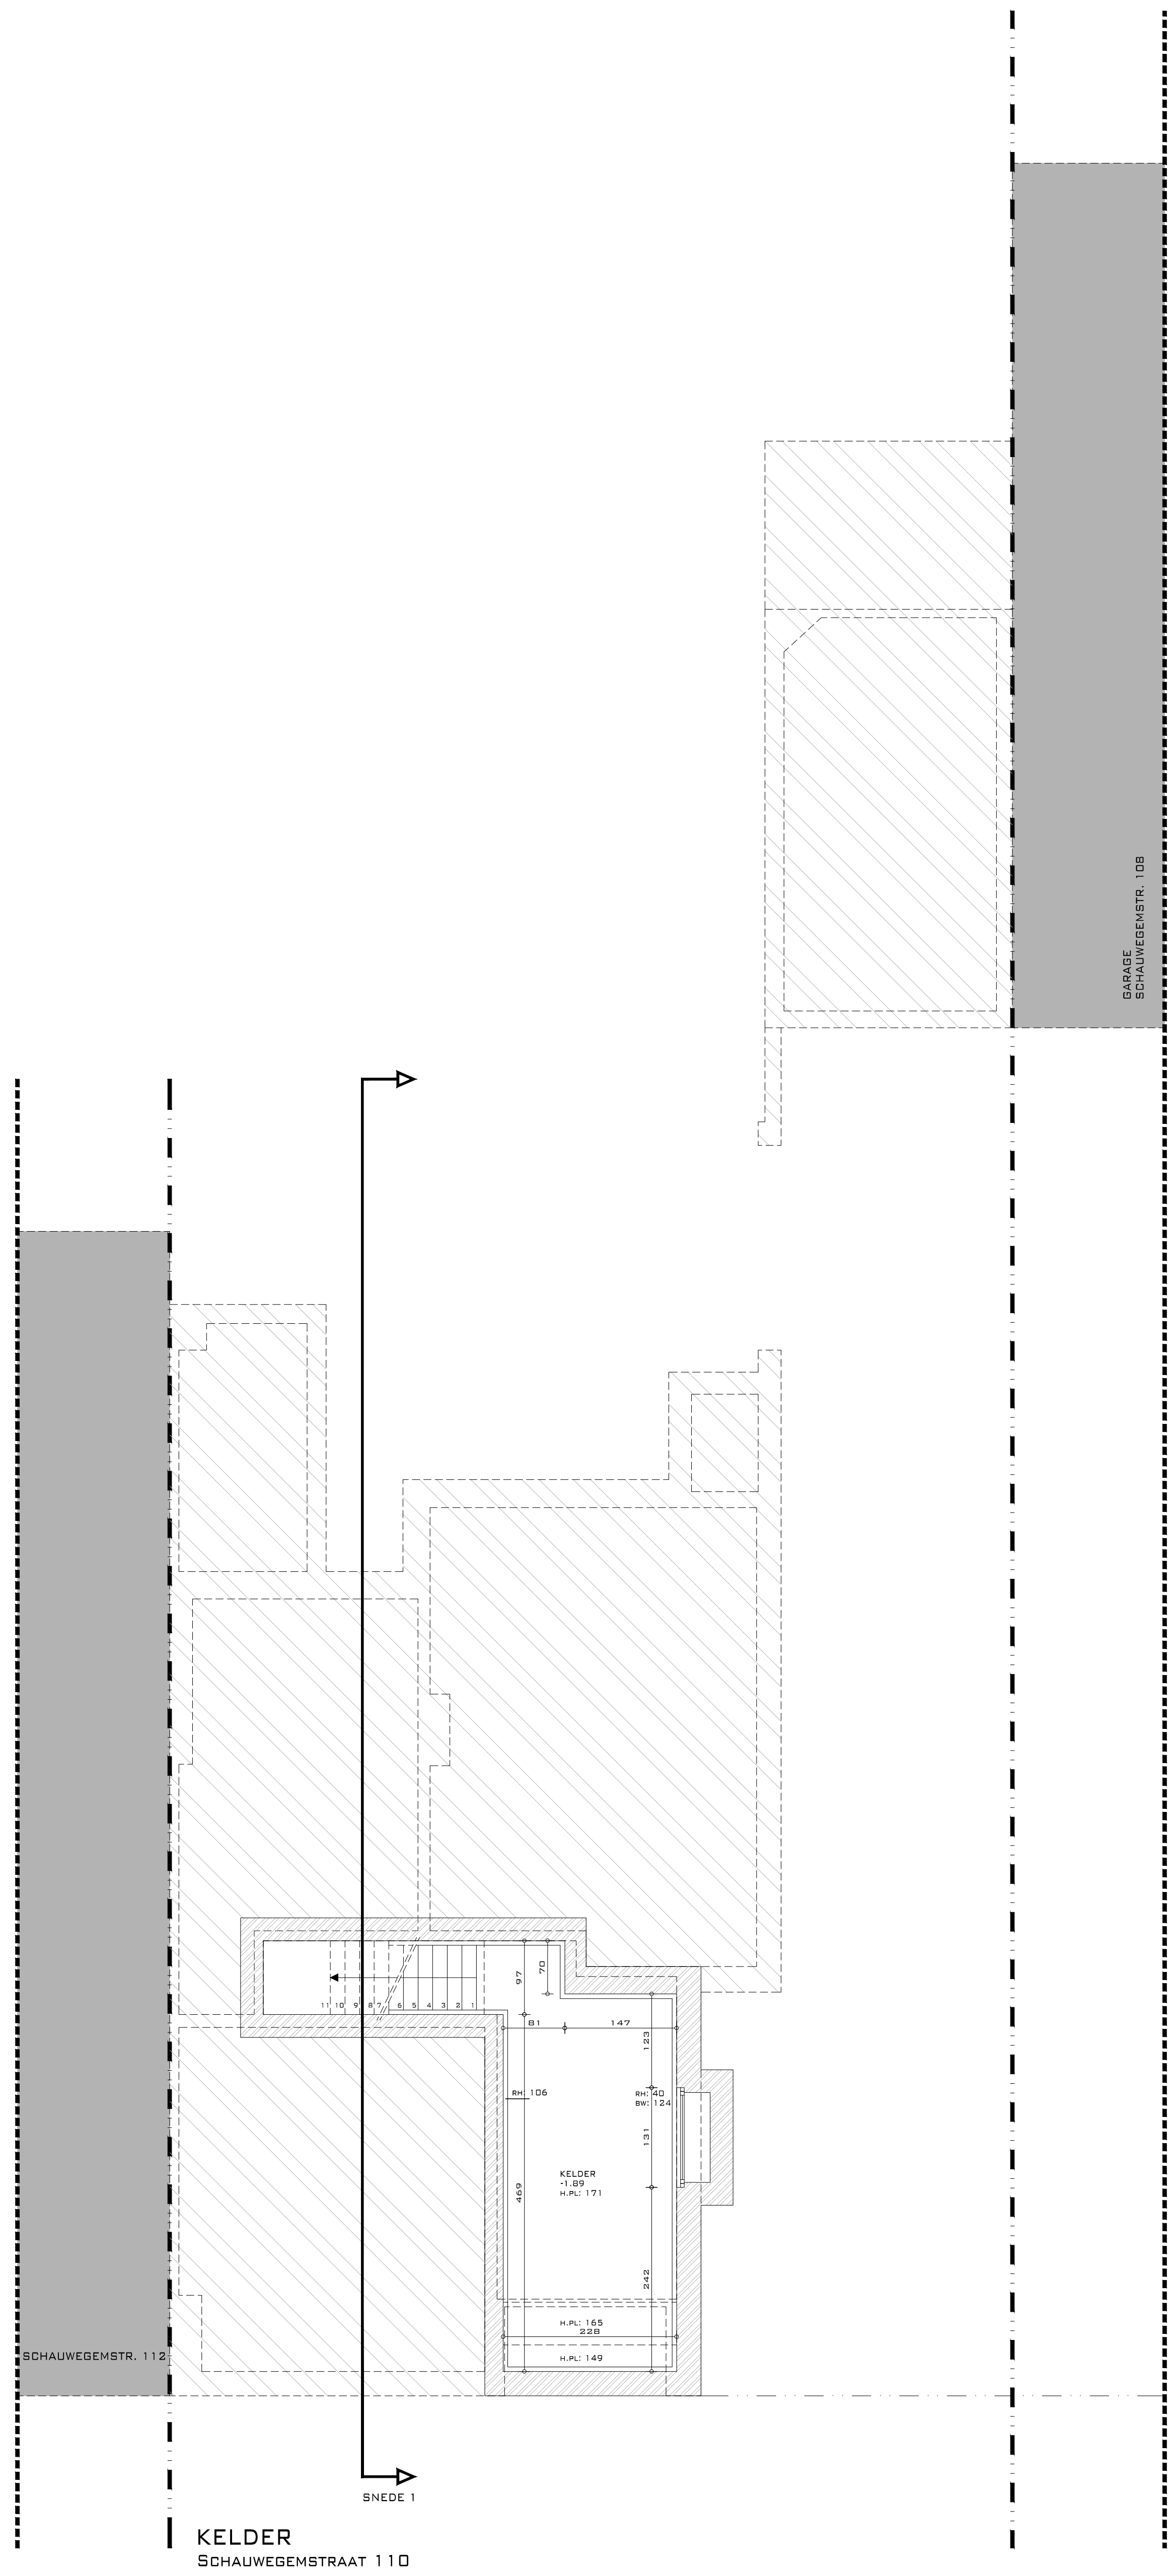 GARAGE
SCHAUWEGEMSTR. 108
97
70
11 10 9 8 7 6 5 4 3 2 1
81
147
123
RH: 106
RH: 40
BW: 124
131
KELDER
-1.89
H.PL: 171
469
242
H.PL: 165
228
H.PL: 149
SCHAUWEGEMSTR. 112
SNEDE 1
KELDER
SCHAUWEGEMSTRAAT 110